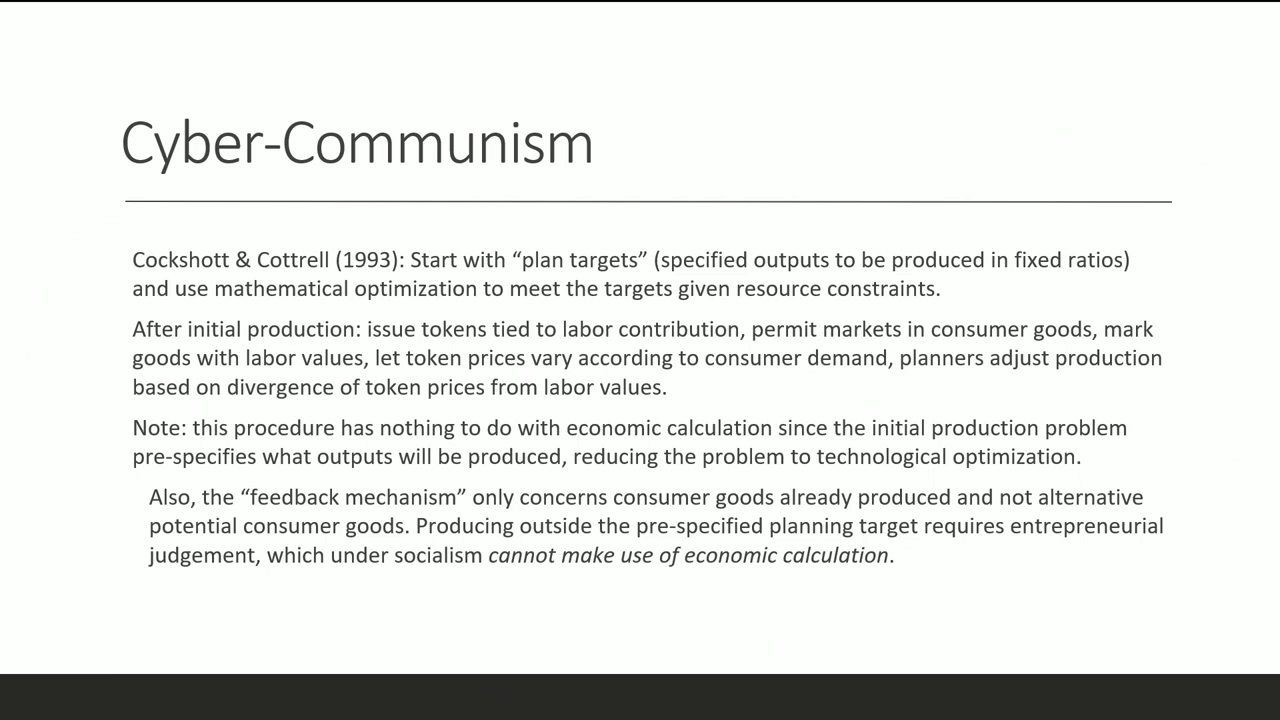 Cyber-Communism
Cockshott & Cottrell (1993): Start with “plan targets” (specified outputs to be produced in fixed ratios)
and use mathematical optimization to meet the targets given resource constraints.
After initial production: issue tokens tied to labor contribution, permit markets in consumer goods, mark
goods with labor values, let token prices vary according to consumer demand, planners adjust production
based on divergence of token prices from labor values.
Note: this procedure has nothing to do with economic calculation since the initial production problem
pre-specifies what outputs will be produced, reducing the problem to technological optimization.
Also, the “feedback mechanism” only concerns consumer goods already produced and not alternative
potential consumer goods. Producing outside the pre-specified planning target requires entrepreneurial
judgement, which under socialism cannot make use of economic calculation.